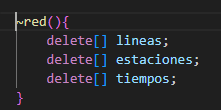 ~red(){
delete[] lineas;
delete[] estaciones;
delete[] tiempos;
}